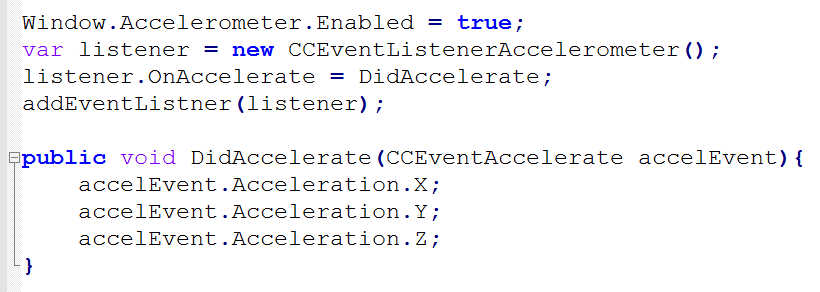 Window.Accelerometer.Enabled = true;
var listener = new CCEventListenerAccelerometer();
listener.OnAccelerate = DidAccelerate;
addEventListner(listener);
public void DidAccelerate(CCEventAccelerate accelEvent){
    accelEvent.Acceleration.X;
    accelEvent.Acceleration.Y;
    accelEvent.Acceleration.Z;
}